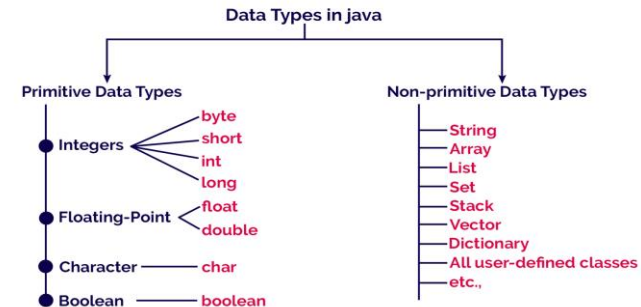 Data Types in java
Primitive Data Types
Integers
byte
short
int
long
Floating-Point
float
double
Character
char
Boolean
boolean
Non-primitive Data Types
String
Array
List
Set
Stack
Vector
Dictionary
All user-defined classes
etc.,